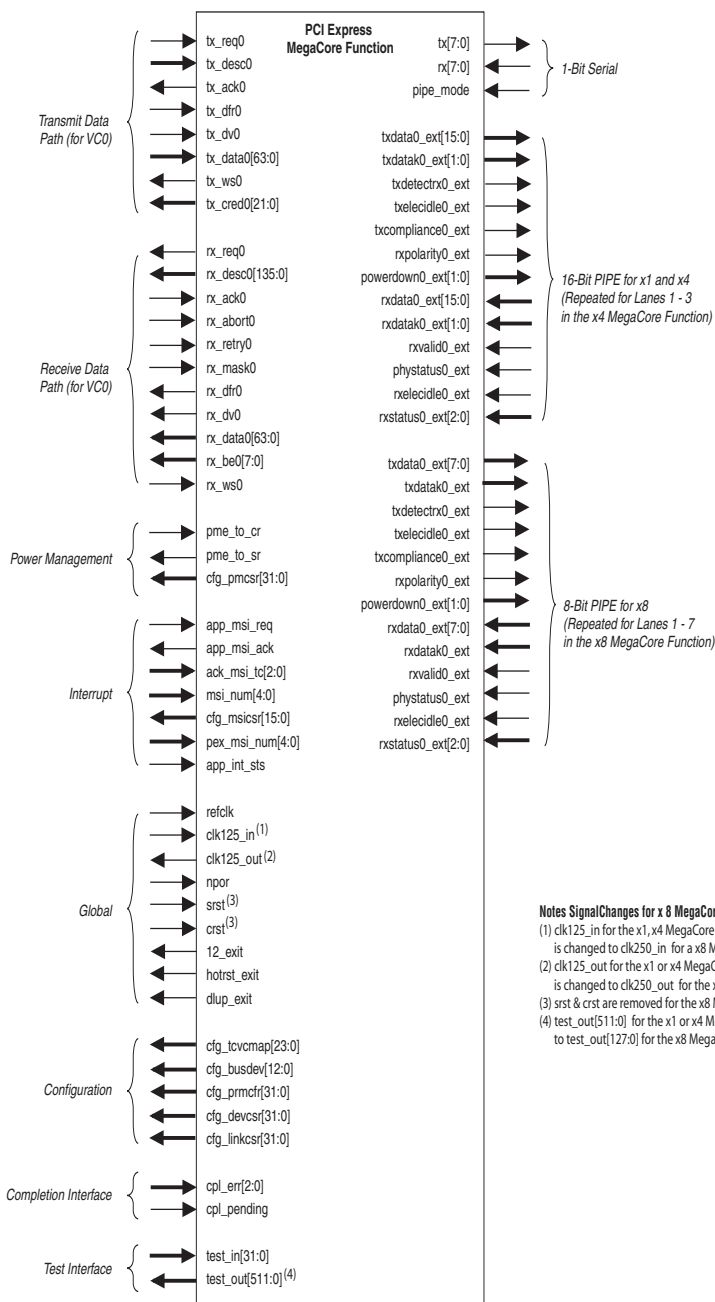 PCI Express
MegaCore Function
Transmit Data
Path (for VC0)
tx_req0
tx_desc0
tx_ack0
tx_dfr0
tx_dv0
tx_data0[63:0]
tx_ws0
tx_cred0[21:0]
Receive Data
Path (for VC0)
rx_req0
rx_desc0[135:0]
rx_ack0
rx_abort0
rx_retry0
rx_mask0
rx_dfr0
rx_dv0
rx_data0[63:0]
rx_be0[7:0]
rx_ws0
Power Management
pme_to_cr
pme_to_sr
cfg_pmcsr[31:0]
Interrupt
app_msi_req
app_msi_ack
ack_msi_tc[2:0]
msi_num[4:0]
cfg_msicsr[15:0]
pex_msi_num[4:0]
app_int_sts
Global
refclk
clk125_in(1)
clk125_out(2)
npor
srst(3)
crst(3)
12_exit
hotrst_exit
dlup_exit
Configuration
cfg_tcvcmap[23:0]
cfg_busdev[12:0]
cfg_prmcfr[31:0]
cfg_devcsr[31:0]
cfg_linkcsr[31:0]
Completion Interface
cpl_err[2:0]
cpl_pending
Test Interface
test_in[31:0]
test_out[511:0](4)
tx[7:0]
rx[7:0]
pipe_mode
1-Bit Serial
txdata0_ext[15:0]
txdatak0_ext[1:0]
txdetectrx0_ext
txelecidle0_ext
txcompliance0_ext
rxpolarity0_ext
powerdown0_ext[1:0]
rxdata0_ext[15:0]
rxdatak0_ext[1:0]
rxvalid0_ext
phystatus0_ext
rxelecidle0_ext
rxstatus0_ext[2:0]
16-Bit PIPE for x1 and x4
(Repeated for Lanes 1 - 3
in the x4 MegaCore Function)
txdata0_ext[7:0]
txdatak0_ext
txdetectrx0_ext
txelecidle0_ext
txcompliance0_ext
rxpolarity0_ext
powerdown0_ext[1:0]
rxdata0_ext[7:0]
rxdatak0_ext
rxvalid0_ext
phystatus0_ext
rxelecidle0_ext
rxstatus0_ext[2:0]
8-Bit PIPE for x8
(Repeated for Lanes 1 - 7
in the x8 MegaCore Function)
Notes SignalChanges for x 8 MegaCor
(1) clk125_in for the x1, x4 MegaCore
is changed to clk250_in for a x8 M
(2) clk125_out for the x1 or x4 MegaC
is changed to clk250_out for the x
(3) srst & crst are removed for the x8 M
(4) test_out[511:0] for the x1 or x4 M
to test_out[127:0] for the x8 Mega